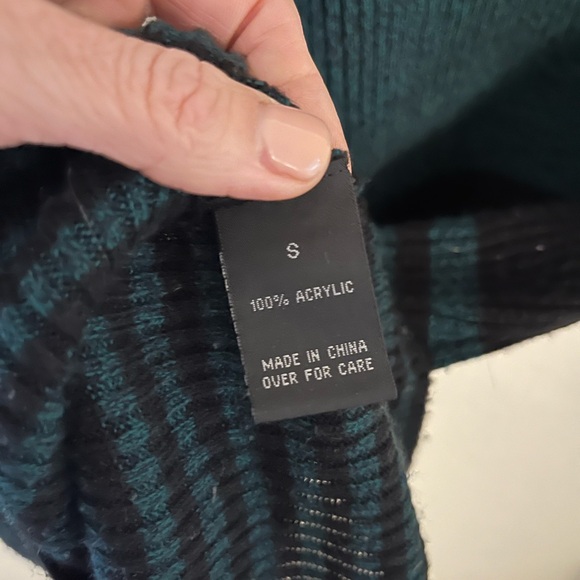 S
100% ACRYLIC
MADE IN CHINA
OVER FOR CARE